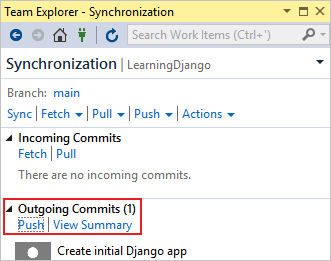 Team Explorer - Synchronization
Search Work Items (Ctrl+')
Synchronization | LearningDjango
Branch: main
Sync | Fetch | Pull | Push | Actions
Incoming Commits
Fetch | Pull
There are no incoming commits.
Outgoing Commits (1)
Push | View Summary
Create initial Django app